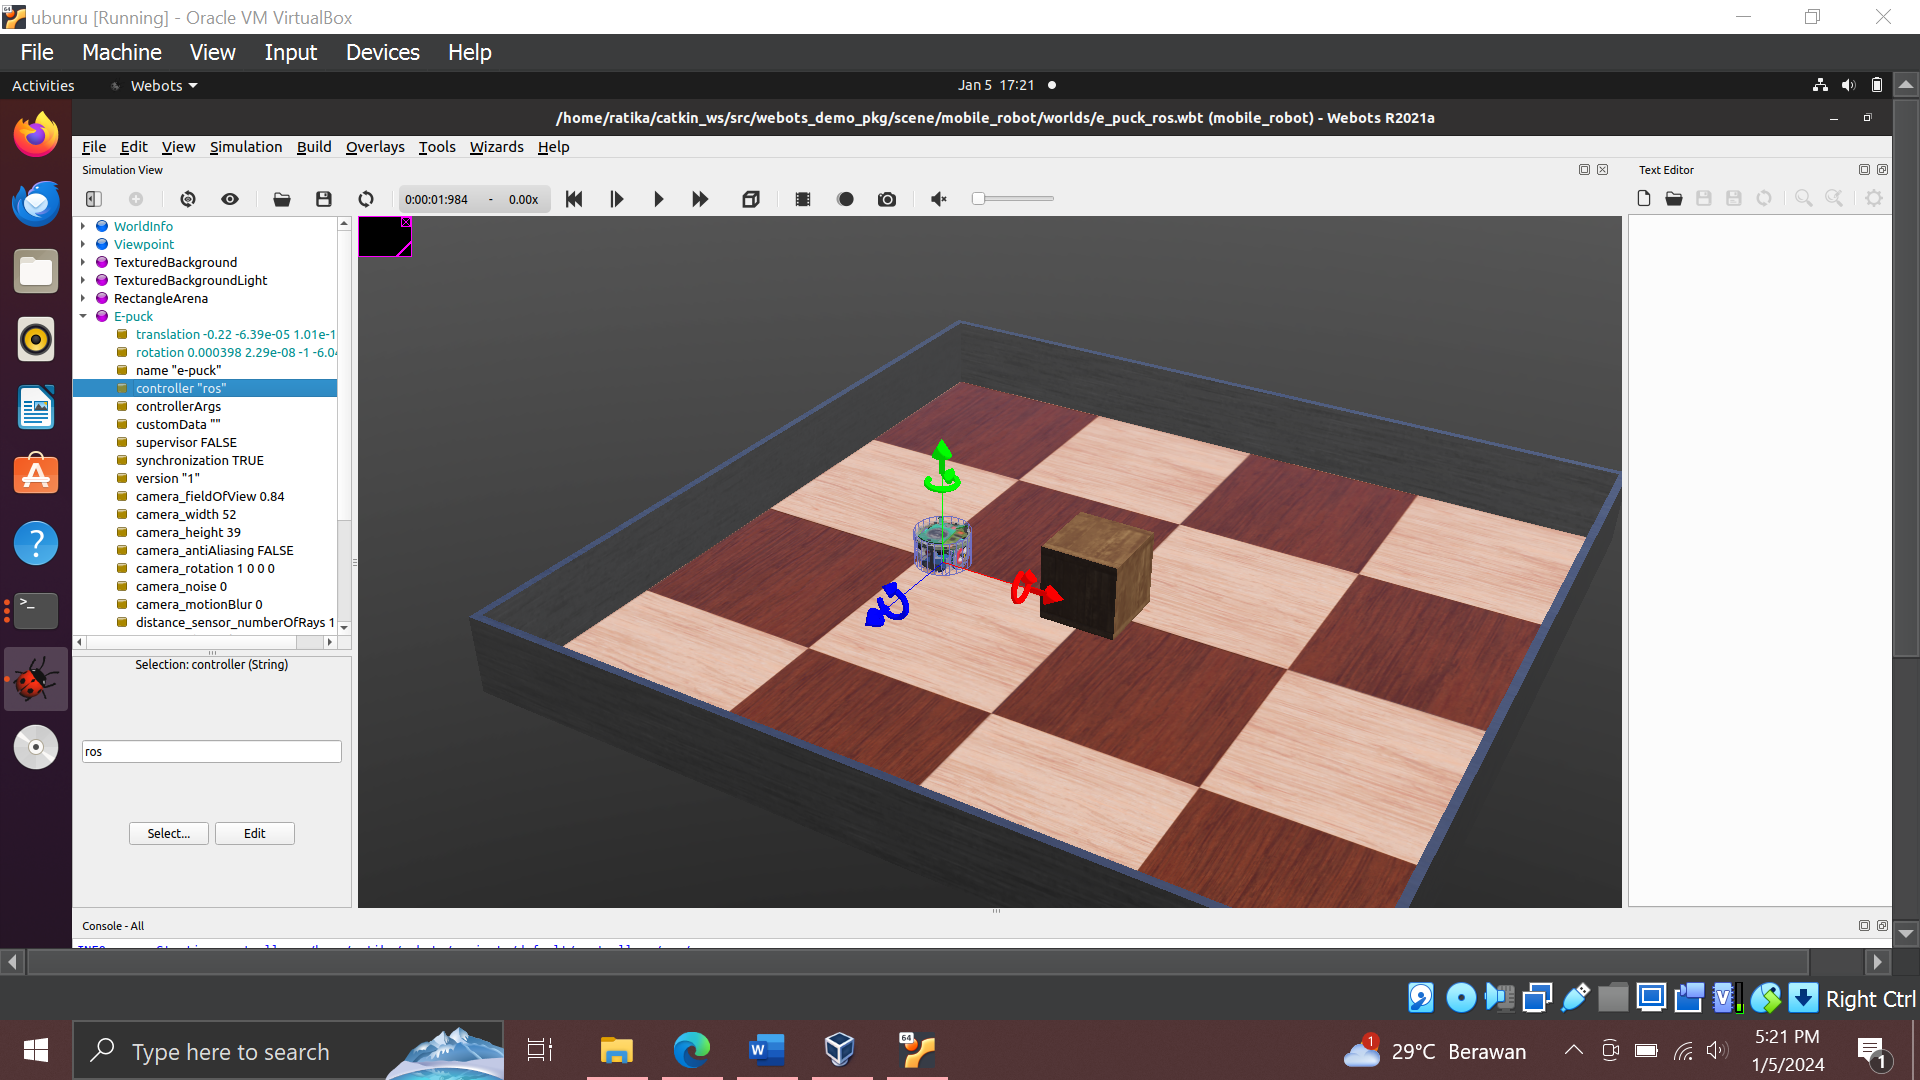 ubunru [Running] - Oracle VM VirtualBox
File Machine View Input Devices Help
Activities Webots Jan 5 17:21
/home/ratika/catkin_ws/src/webots_demo_pkg/scene/mobile_robot/worlds/e_puck_ros.wbt (mobile_robot) - Webots R2021a
File Edit View Simulation Build Overlays Tools Wizards Help
Simulation View
Text Editor
0:00:01:984 - 0.00x
WorldInfo
Viewpoint
TexturedBackground
TexturedBackgroundLight
RectangleArena
E-puck
translation -0.22 -6.39e-05 1.01e-1
rotation 0.000398 2.29e-08 -1 -6.04
name "e-puck"
controller "ros"
controllerArgs
customData ""
supervisor FALSE
synchronization TRUE
version "1"
camera_fieldOfView 0.84
camera_width 52
camera_height 39
camera_antiAliasing FALSE
camera_rotation 1 0 0 0
camera_noise 0
camera_motionBlur 0
distance_sensor_numberOfRays 1
Selection: controller (String)
ros
Select... Edit
Console - All
Right Ctrl
Type here to search
64
1
29°C Berawan
5:21 PM
1/5/2024
1